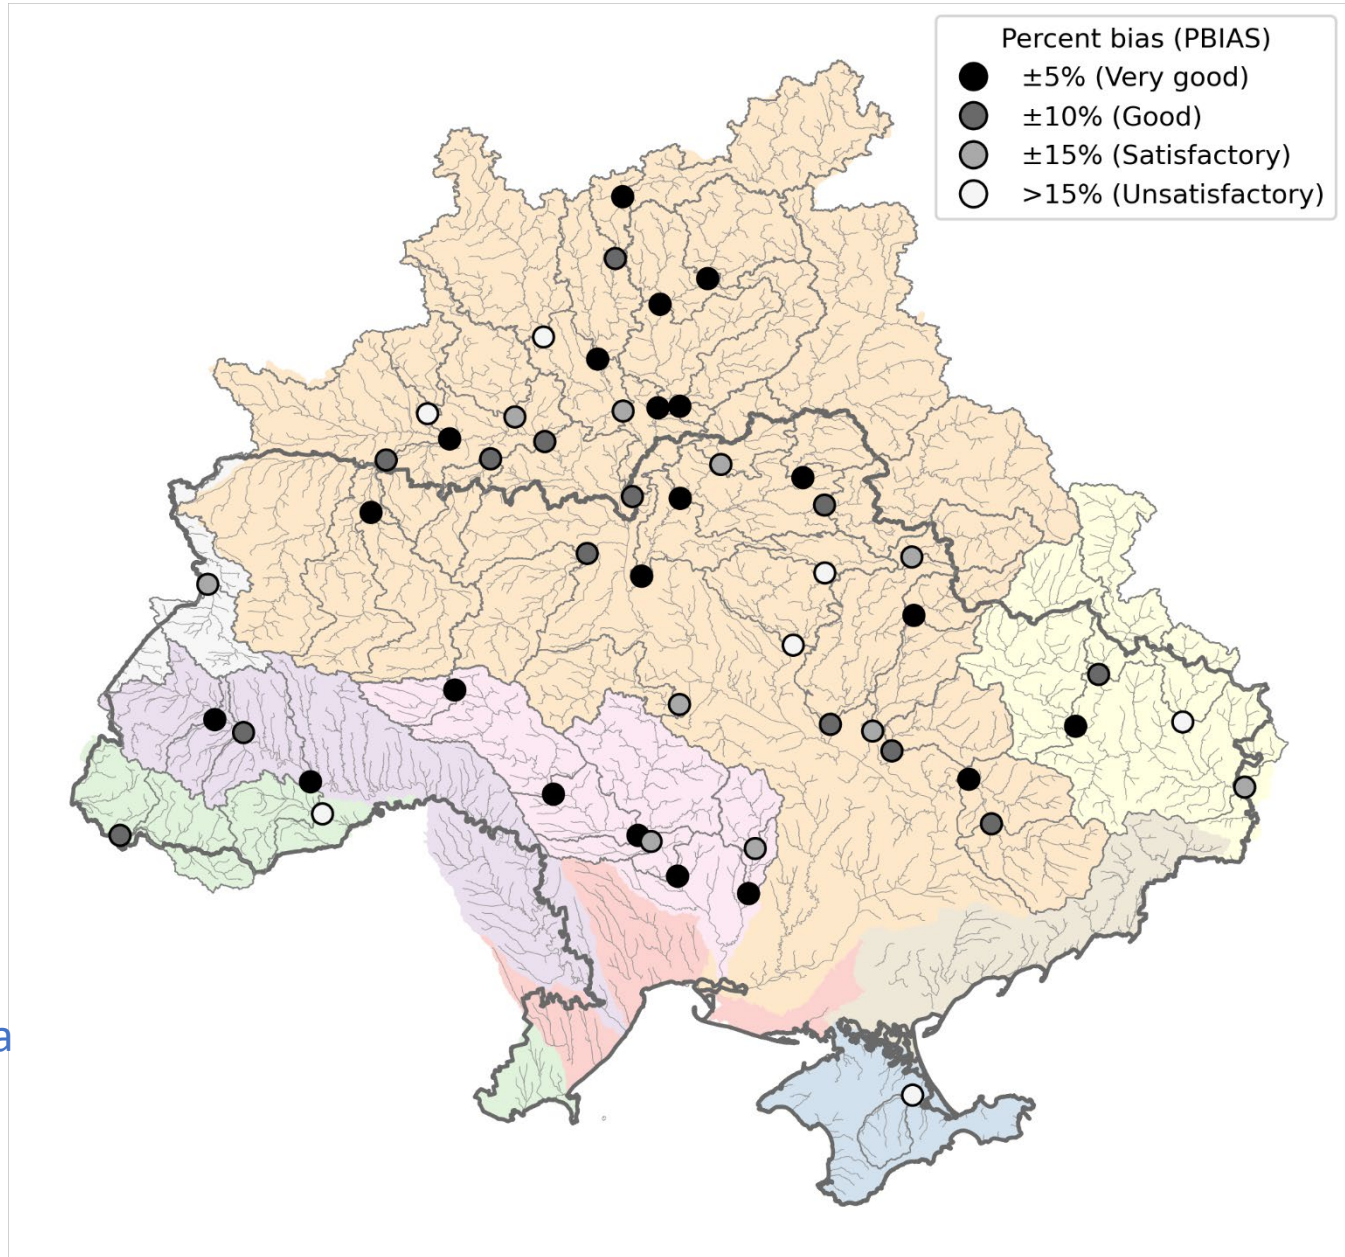 Percent bias (PBIAS)
±5% (Very good)
±10% (Good)
±15% (Satisfactory)
>15% (Unsatisfactory)
a